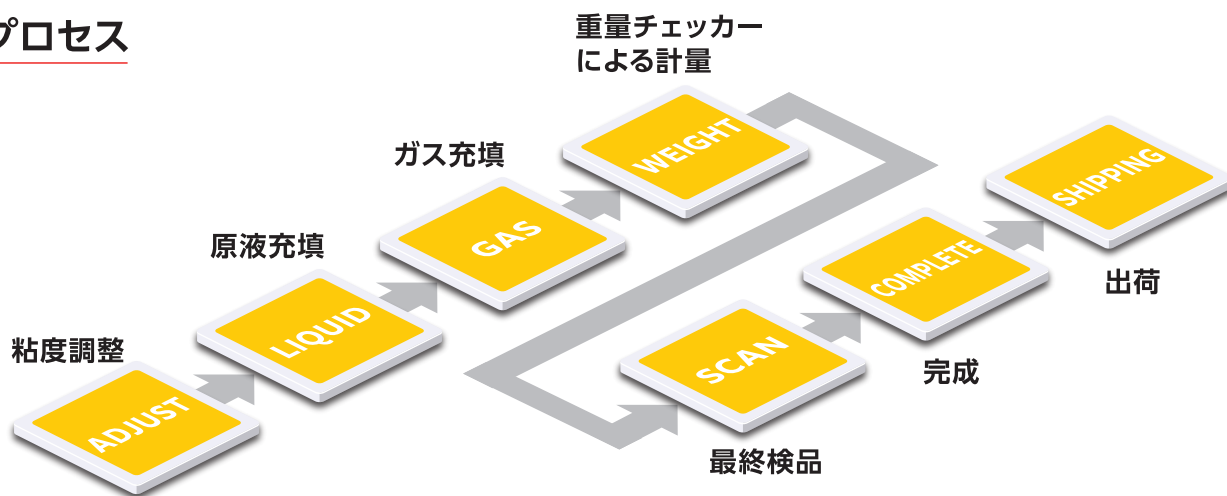 プロセス
粘度調整
ADJUST
原液充填
LIQUID
ガス充填
GAS
重量チェッカー
による計量
WEIGHT
SCAN
最終検品
COMPLETE
完成
SHIPPING
出荷